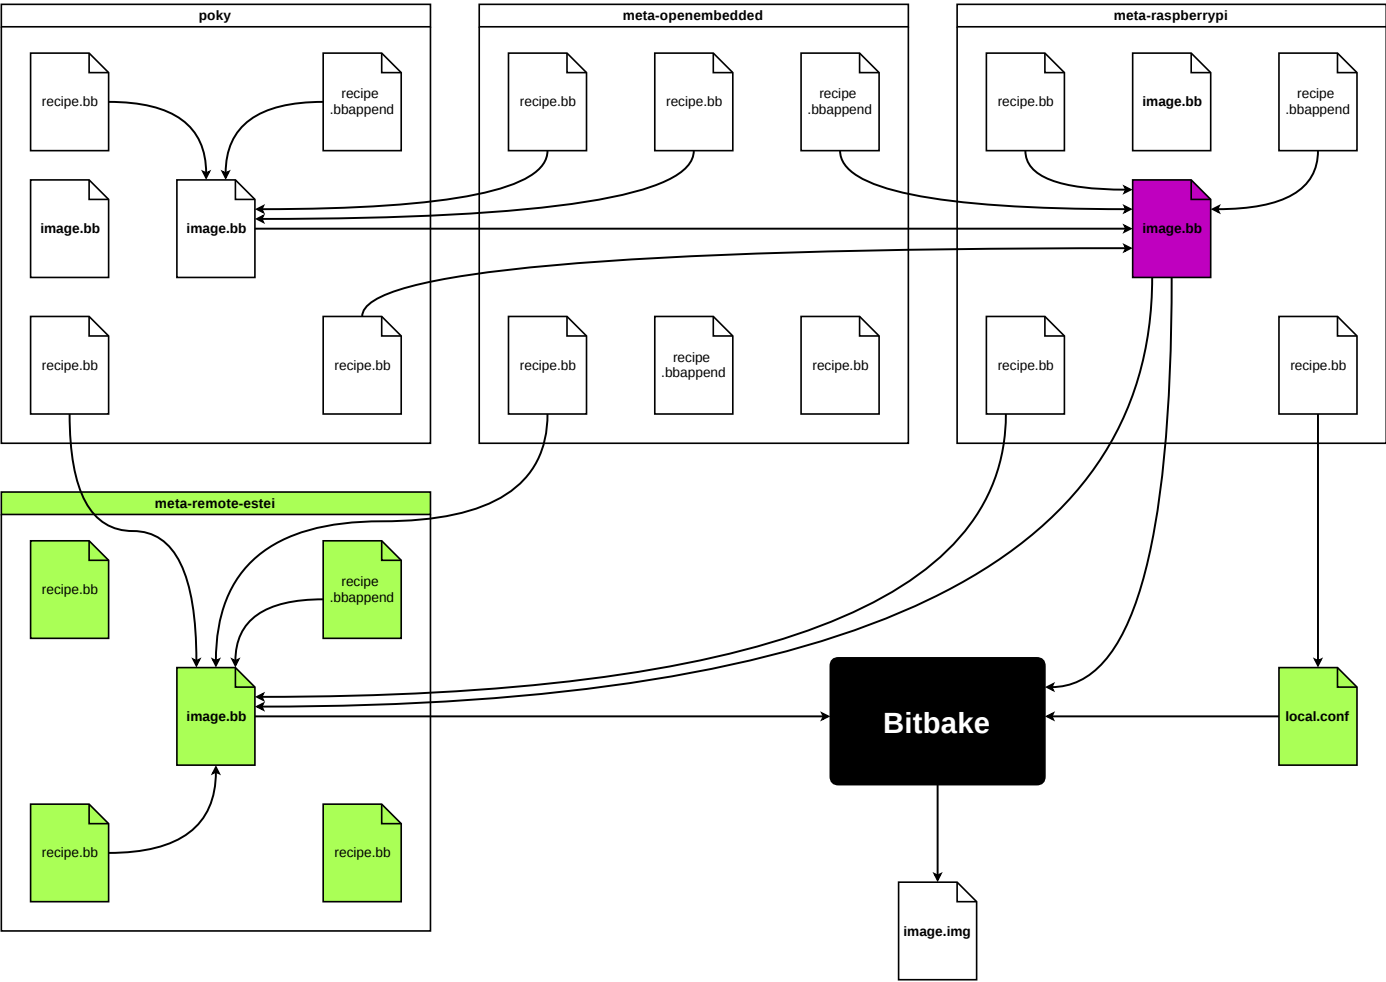 poky
recipe.bb
recipe
.bbappend
image.bb
image.bb
recipe.bb
recipe.bb
meta-openembedded
recipe.bb
recipe.bb
recipe
.bbappend
recipe.bb
recipe
.bbappend
recipe.bb
meta-raspberrypi
recipe.bb
image.bb
recipe
.bbappend
image.bb
recipe.bb
recipe.bb
meta-remote-estei
recipe.bb
recipe
.bbappend
image.bb
recipe.bb
recipe.bb
Bitbake
local.conf
image.img